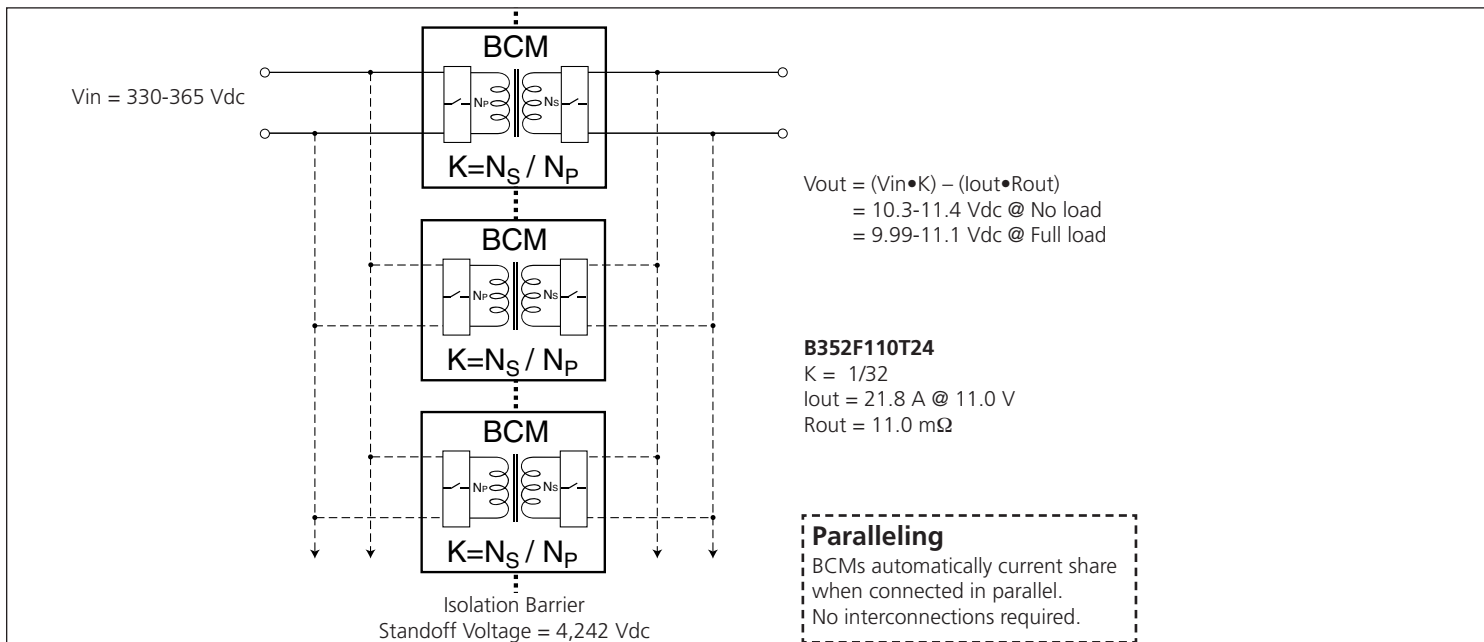 BCM
Vin = 330-365 Vdc
NP
NS
K=NS / NP
Vout = (Vin•K) – (Iout•Rout)
= 10.3-11.4 Vdc @ No load
= 9.99-11.1 Vdc @ Full load
BCM
NP
NS
K=NS / NP
B352F110T24
K = 1/32
Iout = 21.8 A @ 11.0 V
Rout = 11.0 mΩ
BCM
NP
NS
K=NS / NP
Paralleling
BCMs automatically current share
when connected in parallel.
No interconnections required.
Isolation Barrier
Standoff Voltage = 4,242 Vdc